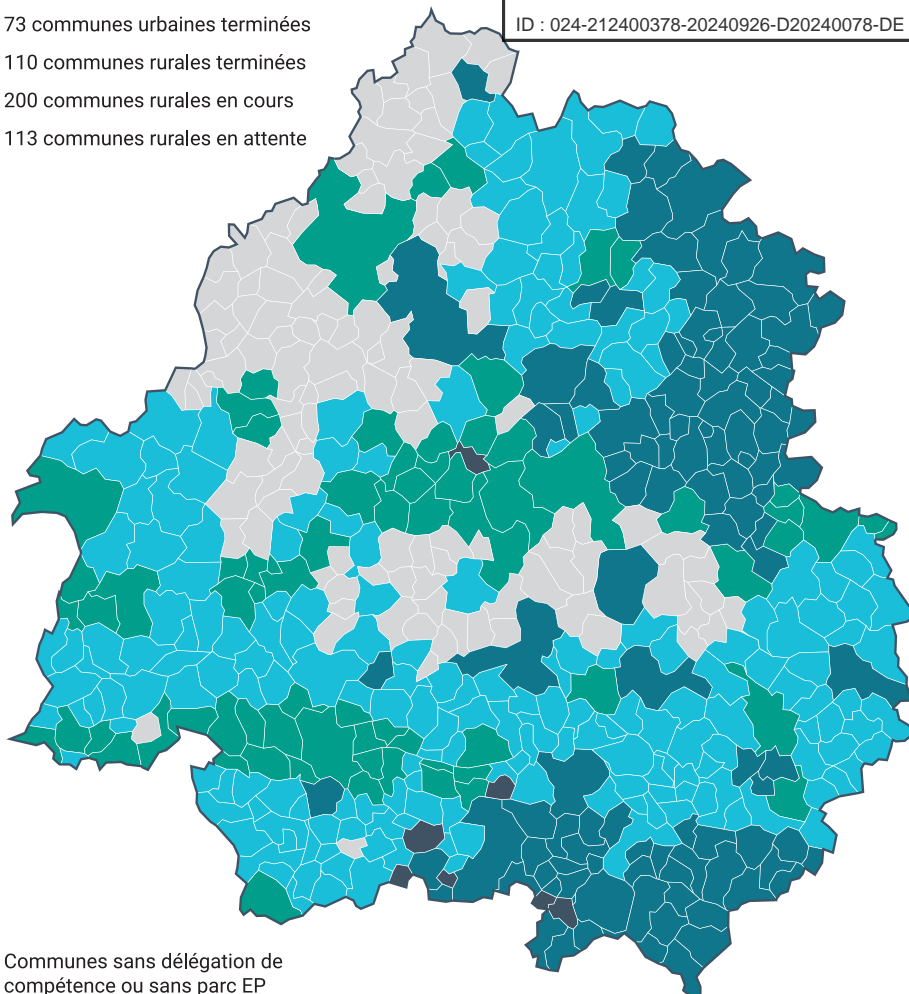 73 communes urbaines terminées
ID : 024-212400378-20240926-D20240078-DE
110 communes rurales terminées
200 communes rurales en cours
113 communes rurales en attente
Communes sans délégation de
compétence ou sans parc EP